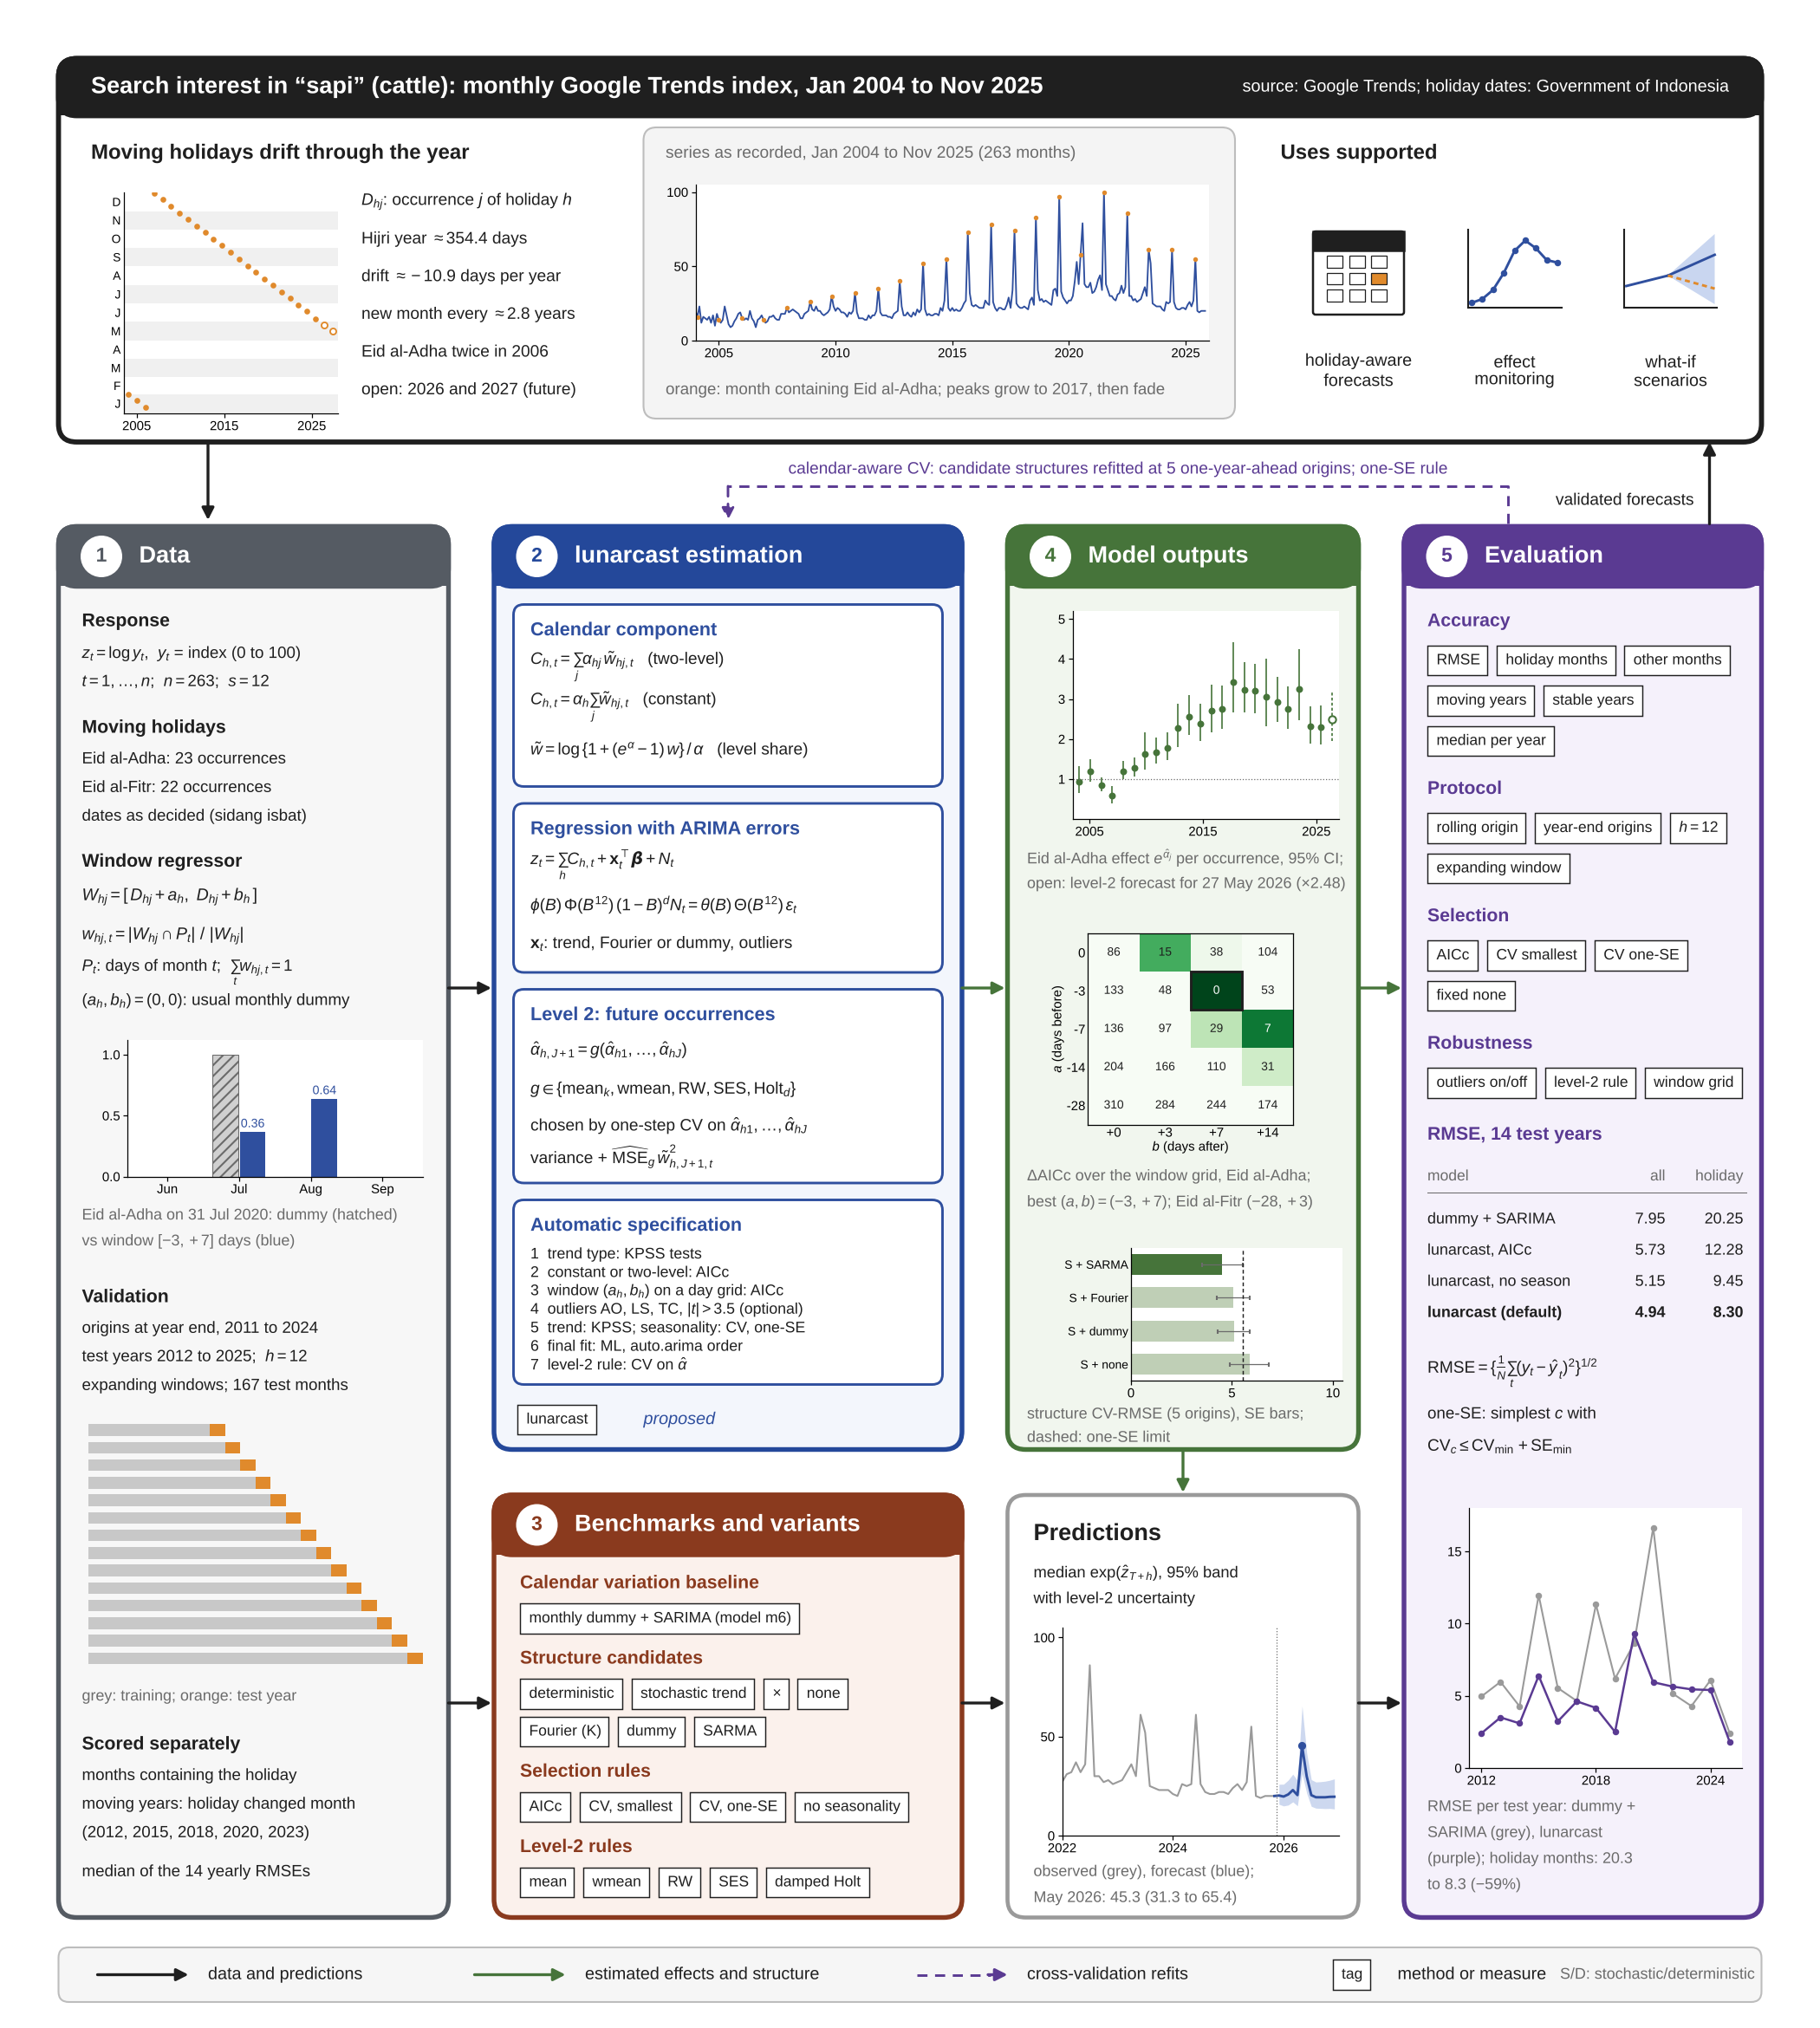 Search interest in “sapi” (cattle): monthly Google Trends index, Jan 2004 to Nov 2025
source: Google Trends; holiday dates: Government of Indonesia
Moving holidays drift through the year
D
N
O
S
A
J
J
M
A
M
F
J
2005 2015 2025
D_{hj}: occurrence j of holiday h
Hijri year ≈354.4 days
drift ≈ −10.9 days per year
new month every ≈2.8 years
Eid al-Adha twice in 2006
open: 2026 and 2027 (future)
series as recorded, Jan 2004 to Nov 2025 (263 months)
100
50
0
2005 2010 2015 2020 2025
orange: month containing Eid al-Adha; peaks grow to 2017, then fade
Uses supported
holiday-aware
forecasts
effect
monitoring
what-if
scenarios
calendar-aware CV: candidate structures refitted at 5 one-year-ahead origins; one-SE rule
validated forecasts
1 Data
Response
z_t = log y_t, y_t = index (0 to 100)
t = 1, …, n; n = 263; s = 12
Moving holidays
Eid al-Adha: 23 occurrences
Eid al-Fitr: 22 occurrences
dates as decided (sidang isbat)
Window regressor
W_{hj} = [D_{hj} + a_h, D_{hj} + b_h]
w_{hj,t} = |W_{hj} ∩ P_t| / |W_{hj}|
P_t: days of month t; ∑_t w_{hj,t} = 1
(a_h, b_h) = (0, 0): usual monthly dummy
1.0
0.5
0.0
0.36
0.64
Jun Jul Aug Sep
Eid al-Adha on 31 Jul 2020: dummy (hatched)
vs window [−3, +7] days (blue)
Validation
origins at year end, 2011 to 2024
test years 2012 to 2025; h = 12
expanding windows; 167 test months
grey: training; orange: test year
Scored separately
months containing the holiday
moving years: holiday changed month
(2012, 2015, 2018, 2020, 2023)
median of the 14 yearly RMSEs
2 lunarcast estimation
Calendar component
C_{h,t} = ∑_j α_{hj} w̃_{hj,t} (two-level)
C_{h,t} = α_h ∑_j w̃_{hj,t} (constant)
w̃ = log{1 + (e^α − 1) w} / α (level share)
Regression with ARIMA errors
z_t = ∑_h C_{h,t} + x_t^⊤ β + N_t
ϕ(B) Φ(B^{12}) (1 − B)^d N_t = θ(B) Θ(B^{12}) ε_t
x_t: trend, Fourier or dummy, outliers
Level 2: future occurrences
α̂_{h,J+1} = g(α̂_{h1}, …, α̂_{hJ})
g ∈ {mean_k, wmean, RW, SES, Holt_d}
chosen by one-step CV on α̂_{h1}, …, α̂_{hJ}
variance + \widehat{MSE}_g w̃^2_{h,J+1,t}
Automatic specification
1 trend type: KPSS tests
2 constant or two-level: AICc
3 window (a_h, b_h) on a day grid: AICc
4 outliers AO, LS, TC, |t| > 3.5 (optional)
5 trend: KPSS; seasonality: CV, one-SE
6 final fit: ML, auto.arima order
7 level-2 rule: CV on α̂
lunarcast proposed
3 Benchmarks and variants
Calendar variation baseline
monthly dummy + SARIMA (model m6)
Structure candidates
deterministic stochastic trend × none
Fourier (K) dummy SARMA
Selection rules
AICc CV, smallest CV, one-SE no seasonality
Level-2 rules
mean wmean RW SES damped Holt
4 Model outputs
5
4
3
2
1
2005 2015 2025
Eid al-Adha effect e^{α̂_j} per occurrence, 95% CI;
open: level-2 forecast for 27 May 2026 (×2.48)
a (days before)
0 86 15 38 104
-3 133 48 0 53
-7 136 97 29 7
-14 204 166 110 31
-28 310 284 244 174
+0 +3 +7 +14
b (days after)
ΔAICc over the window grid, Eid al-Adha;
best (a, b) = (−3, +7); Eid al-Fitr (−28, +3)
S + SARMA
S + Fourier
S + dummy
S + none
0 5 10
structure CV-RMSE (5 origins), SE bars;
dashed: one-SE limit
Predictions
median exp(ẑ_{T+h}), 95% band
with level-2 uncertainty
100
50
0
2022 2024 2026
observed (grey), forecast (blue);
May 2026: 45.3 (31.3 to 65.4)
5 Evaluation
Accuracy
RMSE holiday months other months
moving years stable years
median per year
Protocol
rolling origin year-end origins h = 12
expanding window
Selection
AICc CV smallest CV one-SE
fixed none
Robustness
outliers on/off level-2 rule window grid
RMSE, 14 test years
model all holiday
dummy + SARIMA 7.95 20.25
lunarcast, AICc 5.73 12.28
lunarcast, no season 5.15 9.45
lunarcast (default) 4.94 8.30
RMSE = {1/N ∑_t (y_t − ŷ_t)^2}^{1/2}
one-SE: simplest c with
CV_c ≤ CV_min + SE_min
15
10
5
0
2012 2018 2024
RMSE per test year: dummy +
SARIMA (grey), lunarcast
(purple); holiday months: 20.3
to 8.3 (−59%)
data and predictions
estimated effects and structure
cross-validation refits
tag method or measure
S/D: stochastic/deterministic